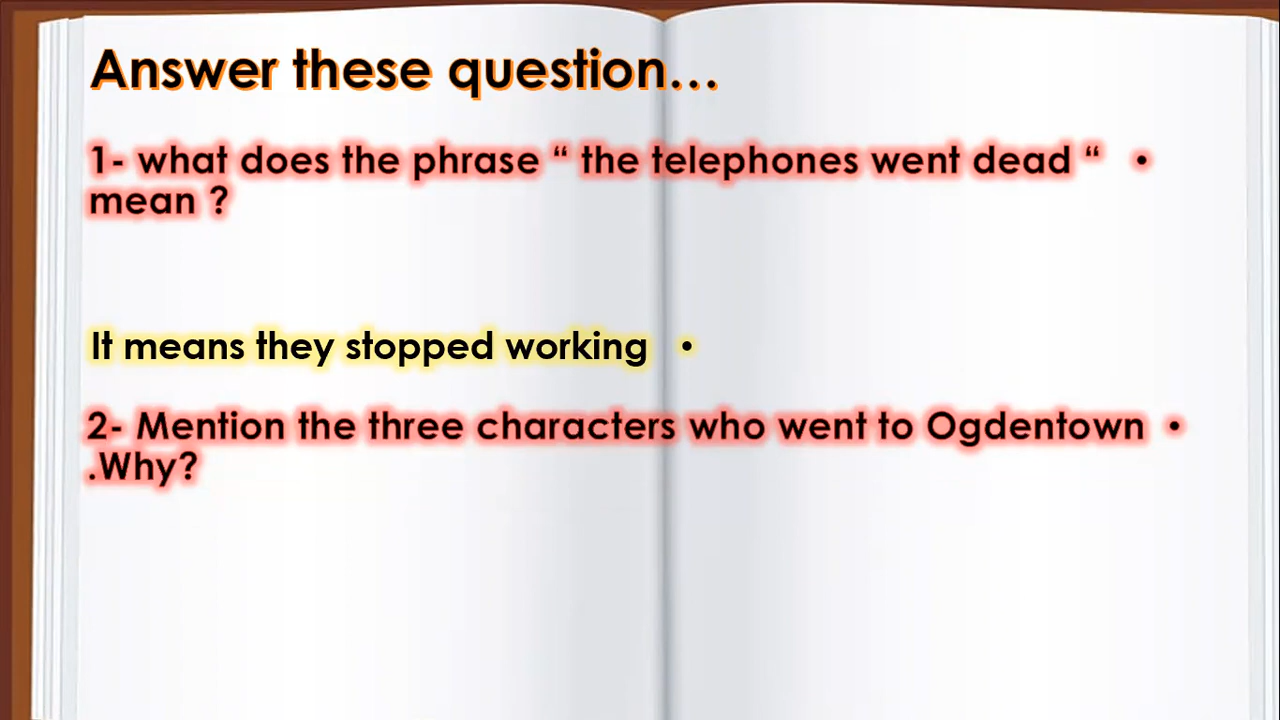 Answer these question...
1- what does the phrase “ the telephones went dead “ •
mean ?
It means they stopped working •
2- Mention the three characters who went to Ogdentown •
.Why?